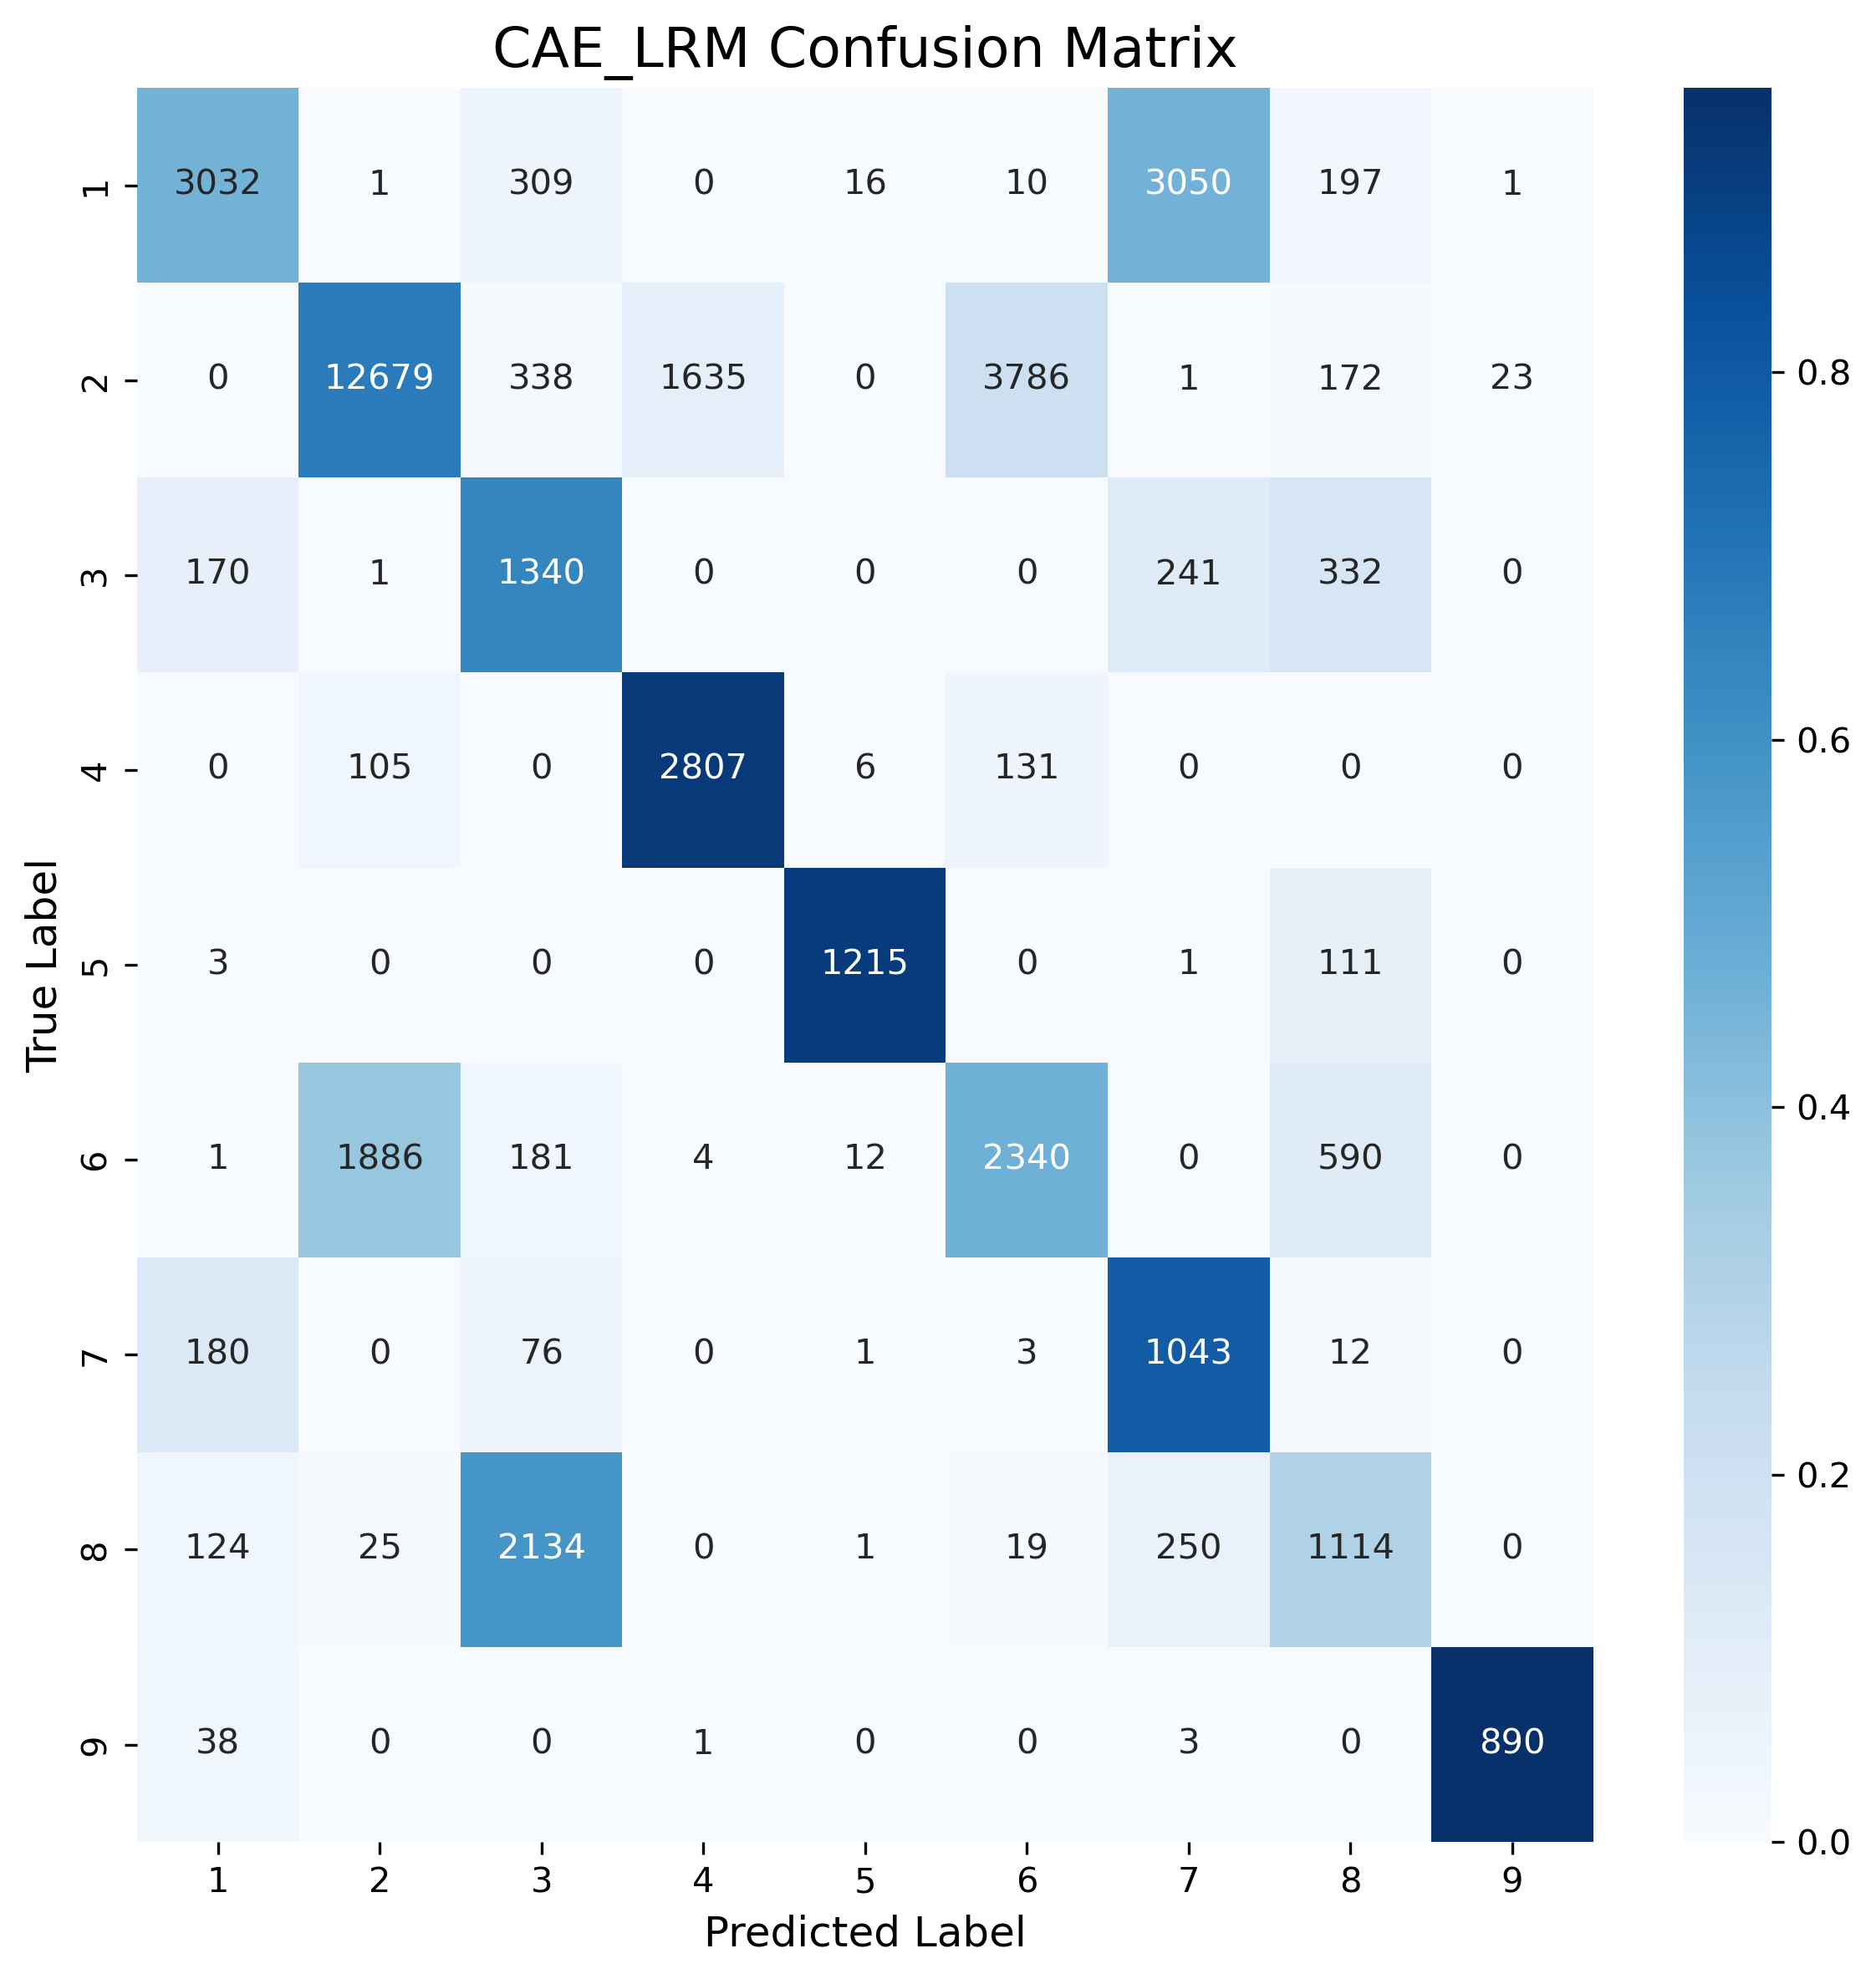 CAE_LRM Confusion Matrix
True Label
1 3032 1 309 0 16 10 3050 197 1
2 0 12679 338 1635 0 3786 1 172 23
3 170 1 1340 0 0 0 241 332 0
4 0 105 0 2807 6 131 0 0 0
5 3 0 0 0 1215 0 1 111 0
6 1 1886 181 4 12 2340 0 590 0
7 180 0 76 0 1 3 1043 12 0
8 124 25 2134 0 1 19 250 1114 0
9 38 0 0 1 0 0 3 0 890
1 2 3 4 5 6 7 8 9
Predicted Label
0.8
0.6
0.4
0.2
0.0